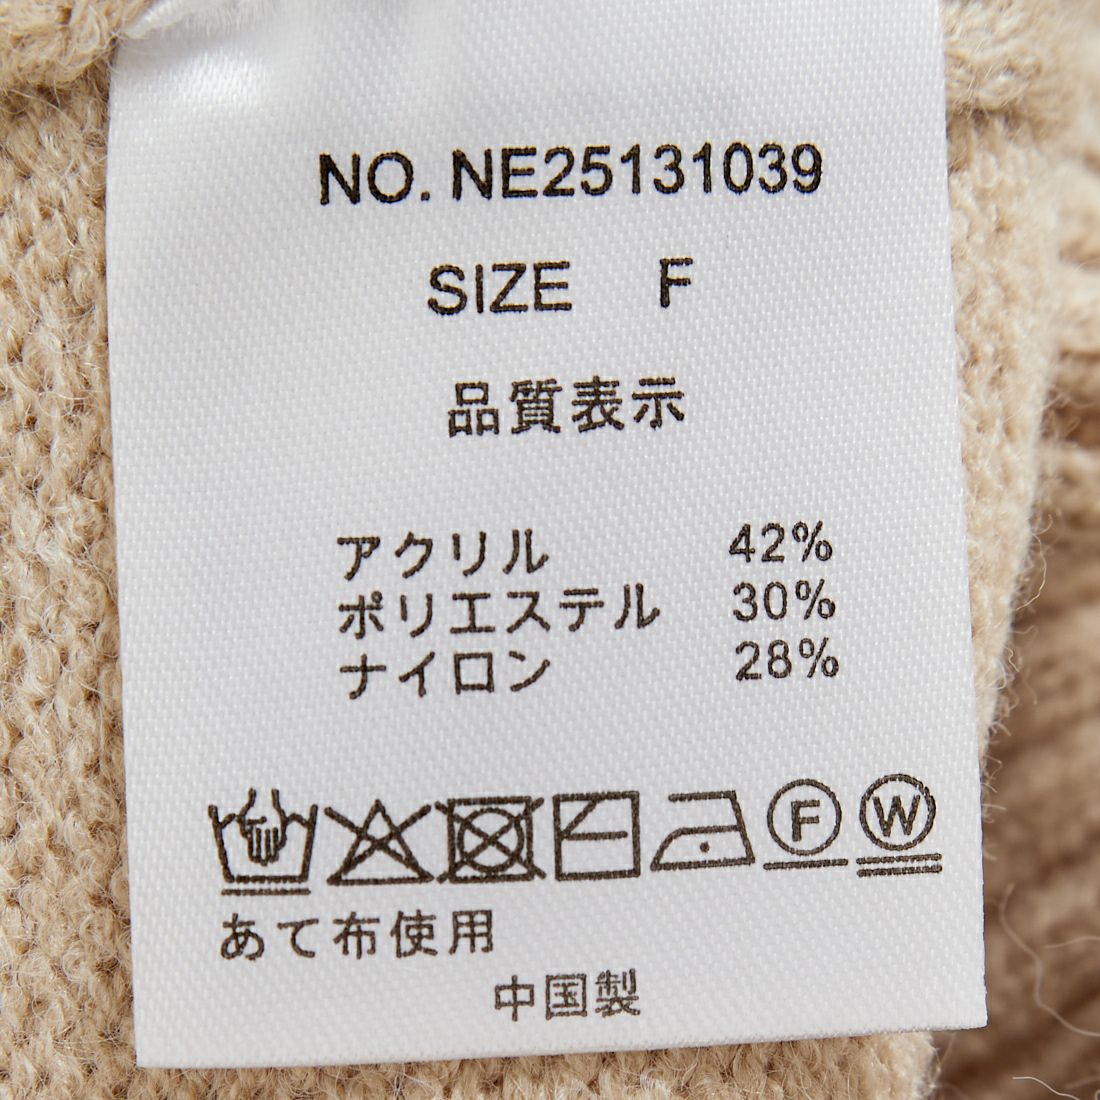 NO. NE25131039
SIZE F
品質表示
アクリル 42%
ポリエステル 30%
ナイロン 28%
F W
あて布使用
中国製